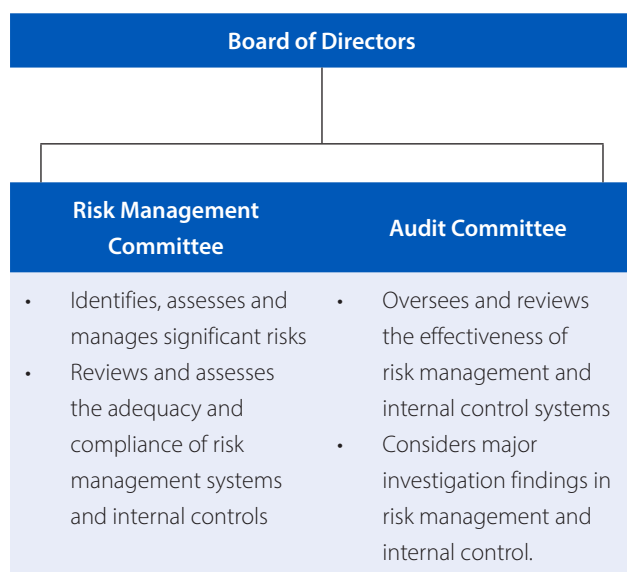 Board of Directors
Risk Management
Committee
• Identifies, assesses and
manages significant risks
• Reviews and assesses
the adequacy and
compliance of risk
management systems
and internal controls
Audit Committee
• Oversees and reviews
the effectiveness of
risk management and
internal control systems
• Considers major
investigation findings in
risk management and
internal control.